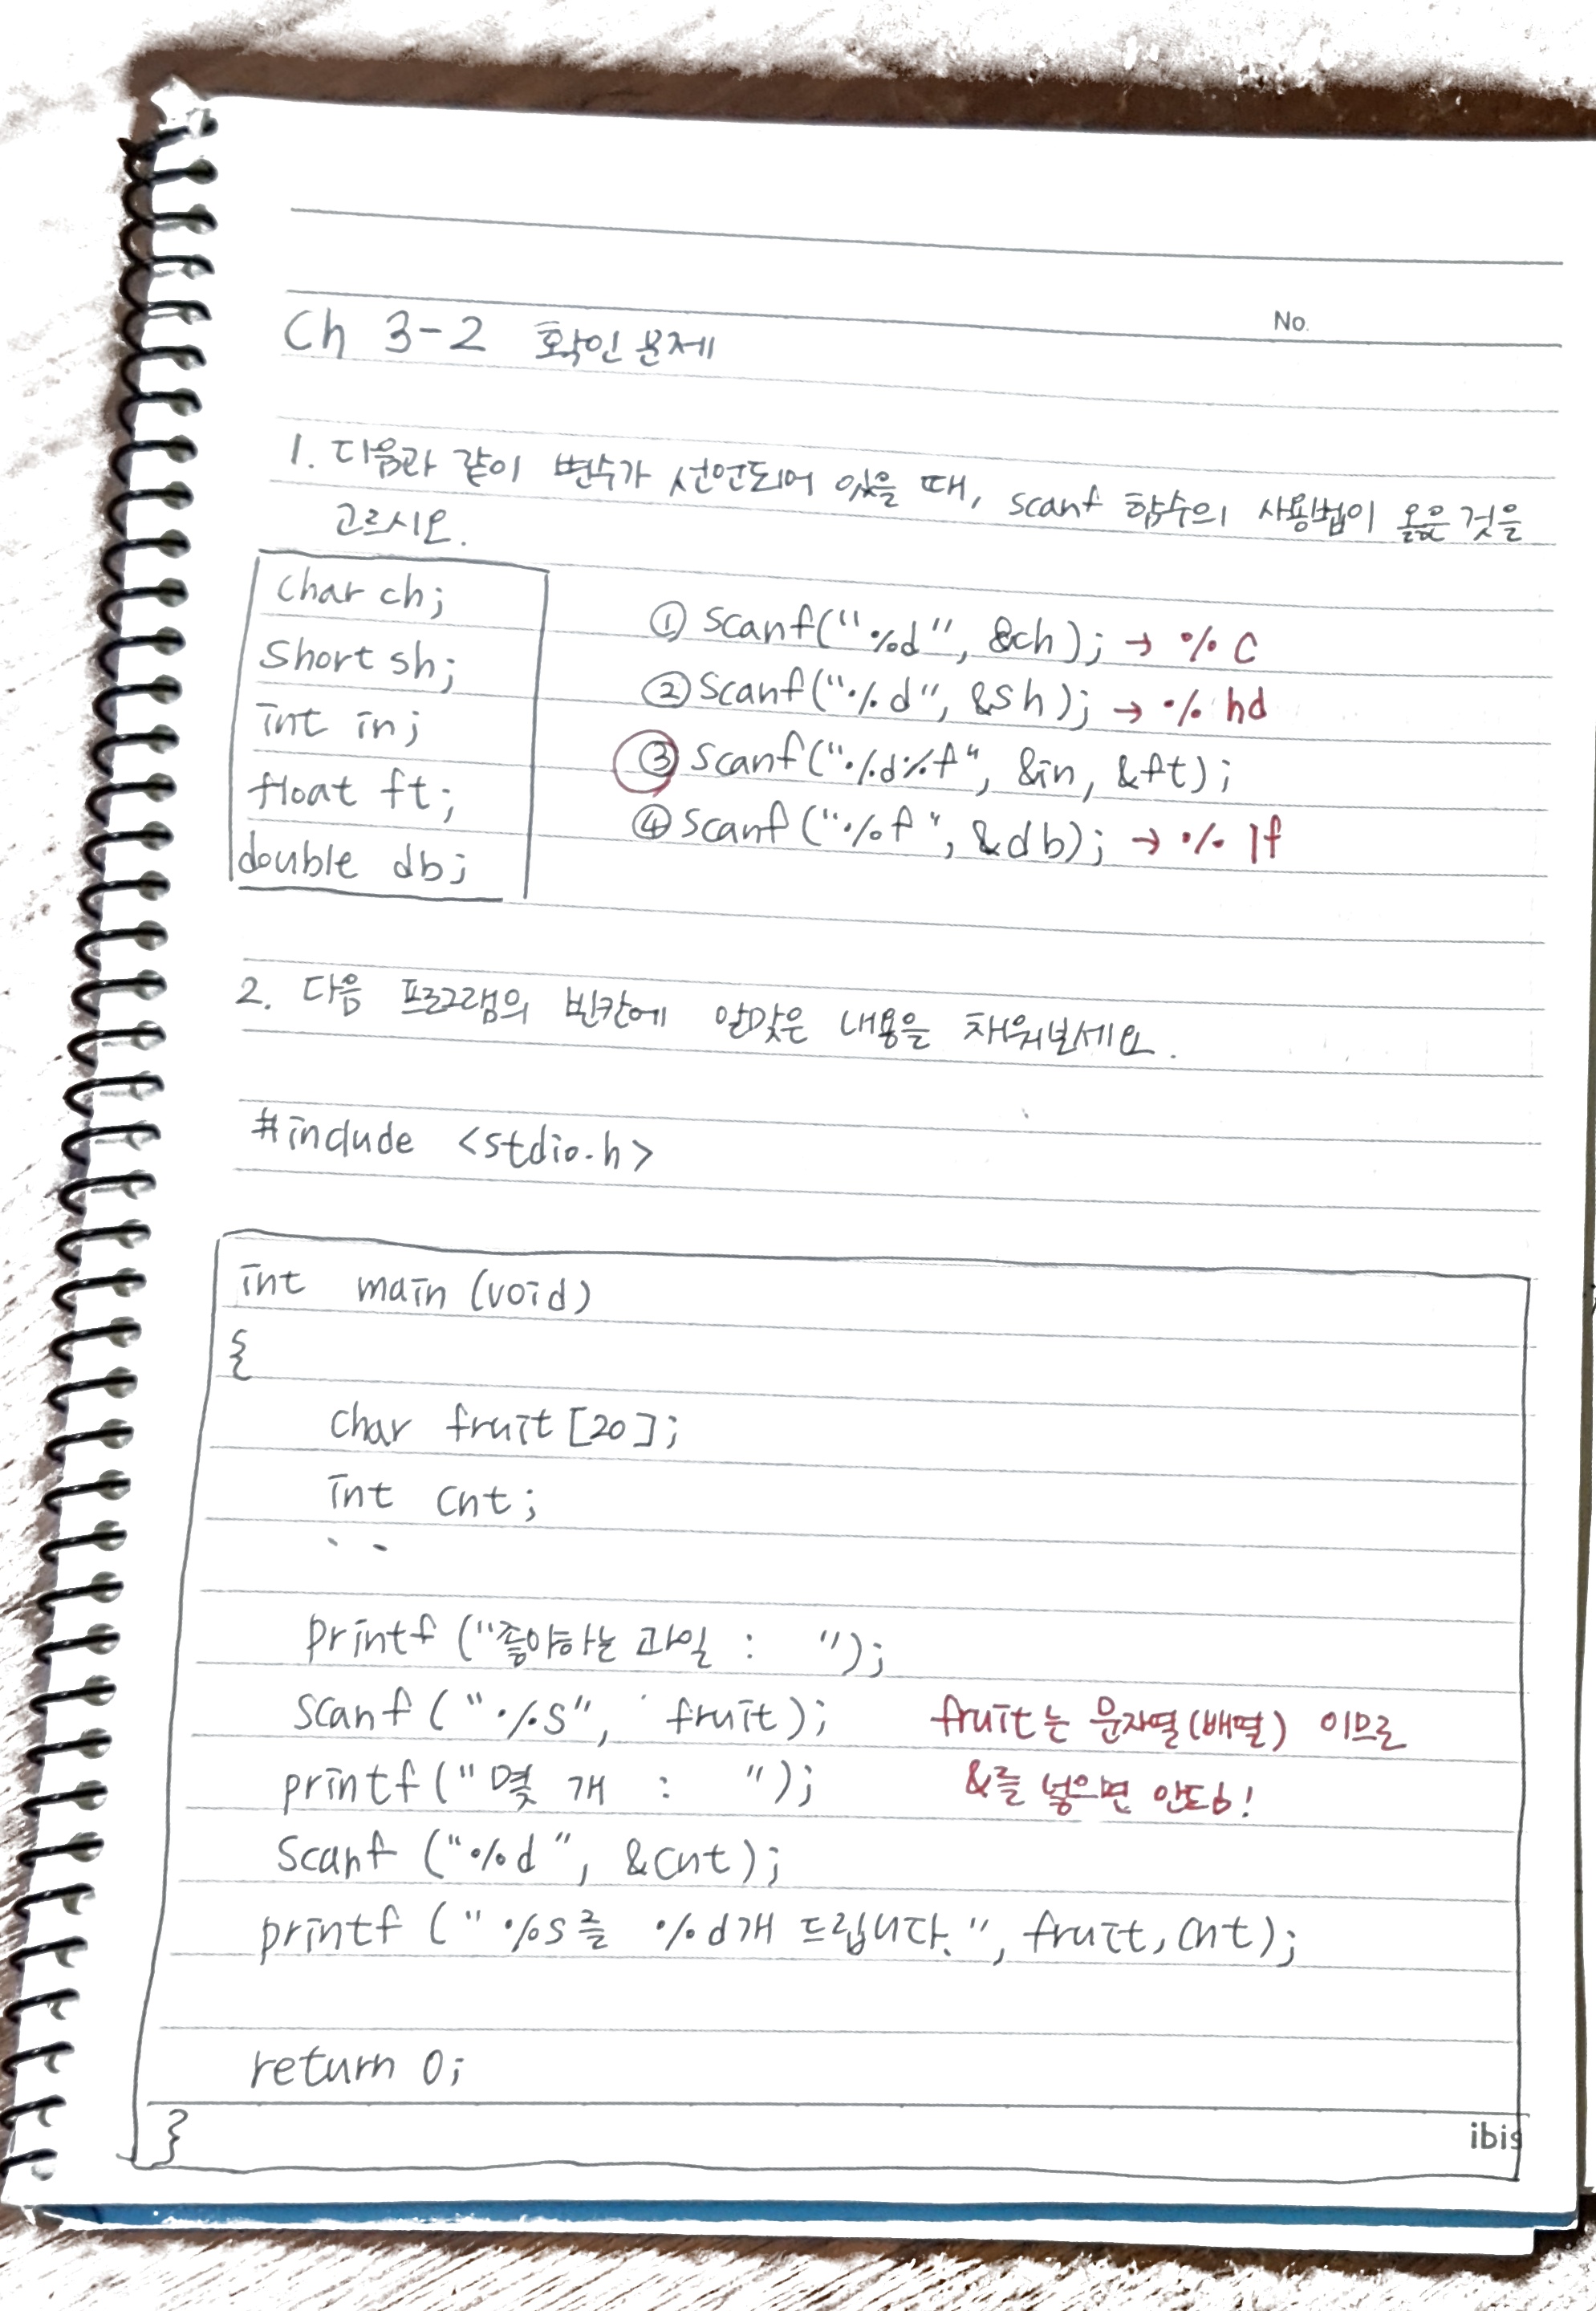 No.
Ch 3-2 확인문제
1. 다음과 같이 변수가 선언되어 있을 때, scanf 함수의 사용법이 옳은 것을
고르시오.
char ch;
short sh;
int in;
float ft;
double db;
① scanf("%d", &ch); → %c
② scanf("%d", &sh); → %hd
③ scanf("%d%f", &in, &ft);
④ scanf("%f", &db); → %lf
2. 다음 프로그램의 빈칸에 알맞은 내용을 채워보세요.
#include <stdio.h>
int main (void)
{
char fruit [20];
int cnt;
printf ("좋아하는 과일 : ");
scanf ("%s", fruit); fruit는 문자열(배열) 이므로
printf(" 몇 개 : "); &를 넣으면 안됨!
scanf ("%d", &cnt);
printf (" %s를 %d개 드립니다.", fruit, cnt);
return 0;
}
ibis